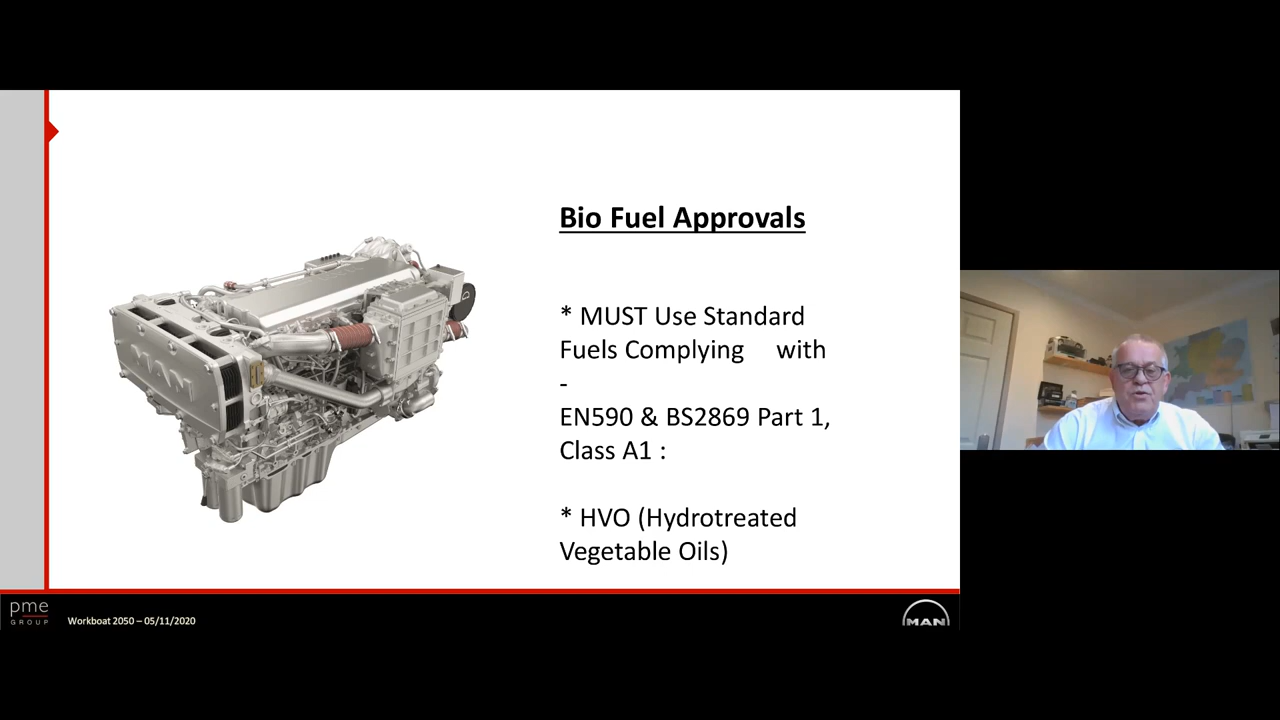 Bio Fuel Approvals
* MUST Use Standard
Fuels Complying with
-
EN590 & BS2869 Part 1,
Class A1 :
* HVO (Hydrotreated
Vegetable Oils)
MAN
pme
GROUP
Workboat 2050 – 05/11/2020
MAN